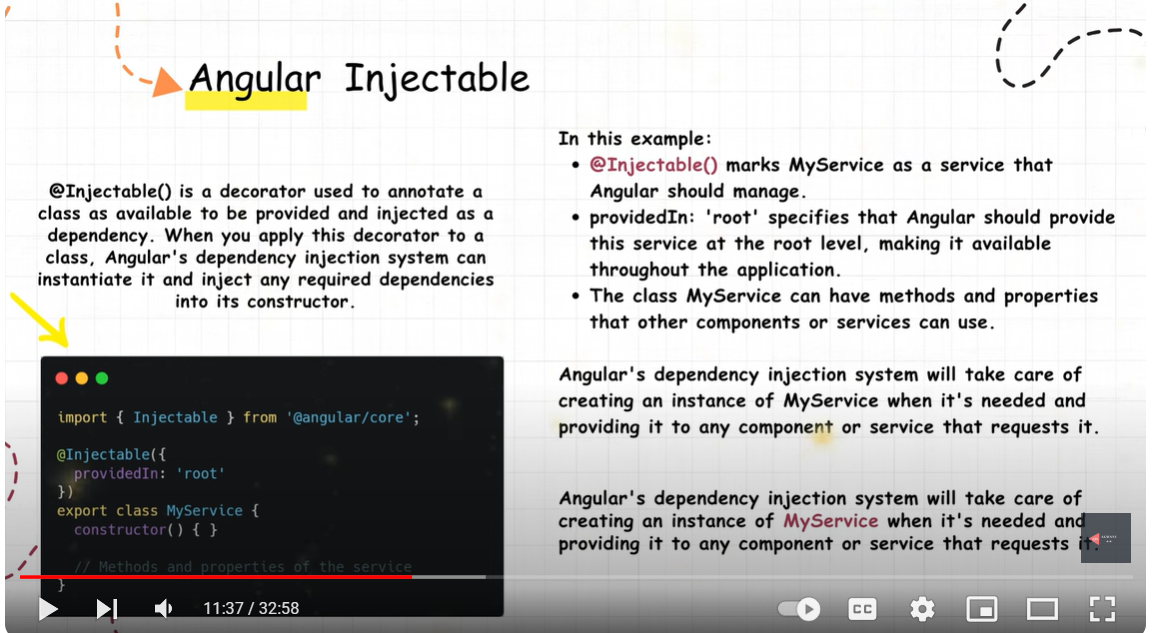 Angular Injectable
@Injectable() is a decorator used to annotate a
class as available to be provided and injected as a
dependency. When you apply this decorator to a
class, Angular's dependency injection system can
instantiate it and inject any required dependencies
into its constructor.
import { Injectable } from '@angular/core';
@Injectable({
providedIn: 'root'
})
export class MyService {
constructor() { }
// Methods and properties of the service
}
In this example:
• @Injectable() marks MyService as a service that
Angular should manage.
• providedIn: 'root' specifies that Angular should provide
this service at the root level, making it available
throughout the application.
• The class MyService can have methods and properties
that other components or services can use.
Angular's dependency injection system will take care of
creating an instance of MyService when it's needed and
providing it to any component or service that requests it.
Angular's dependency injection system will take care of
creating an instance of MyService when it's needed and
providing it to any component or service that requests it.
11:37 / 32:58
CC